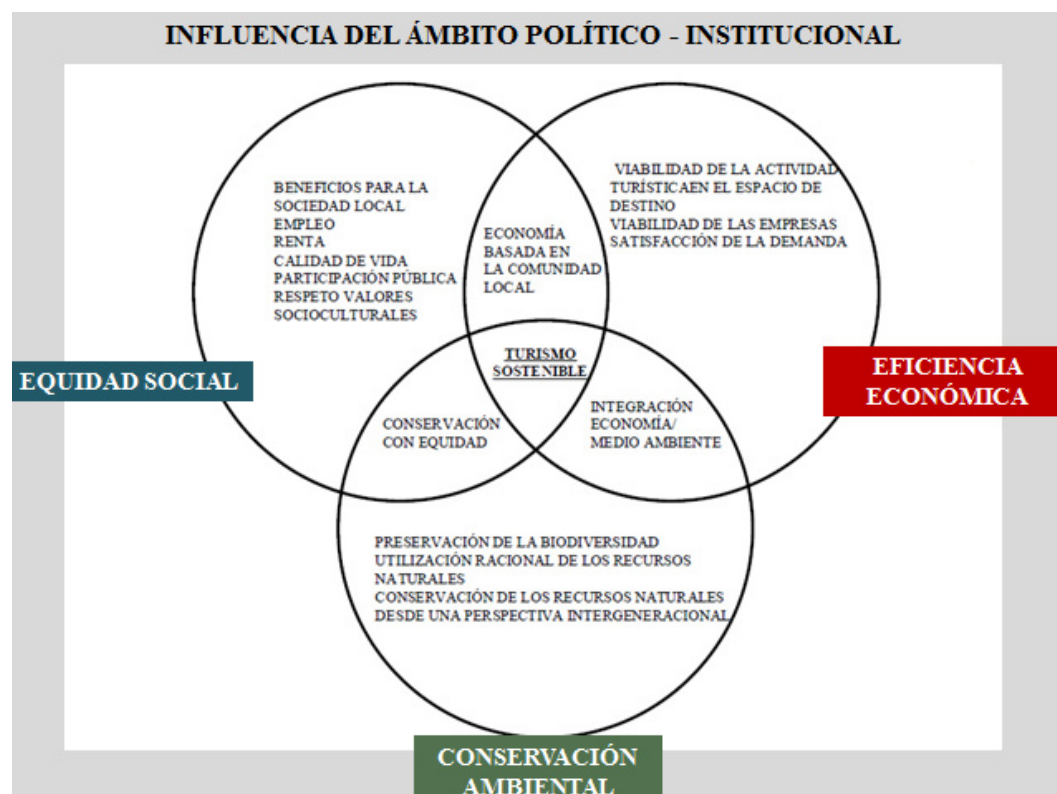 INFLUENCIA DEL ÁMBITO POLÍTICO - INSTITUCIONAL
BENEFICIOS PARA LA
SOCIEDAD LOCAL
EMPLEO
RENTA
CALIDAD DE VIDA
PARTICIPACIÓN PÚBLICA
RESPETO VALORES
SOCIOCULTURALES
ECONOMÍA
BASADA EN
LA COMUNIDAD
LOCAL
VIABILIDAD DE LA ACTIVIDAD
TURÍSTICAEN EL ESPACIO DE
DESTINO
VIABILIDAD DE LAS EMPRESAS
SATISFACCIÓN DE LA DEMANDA
EQUIDAD SOCIAL
TURISMO
SOSTENIBLE
EFICIENCIA
ECONÓMICA
CONSERVACIÓN
CON EQUIDAD
INTEGRACIÓN
ECONOMÍA/
MEDIO AMBIENTE
PRESERVACIÓN DE LA BIODIVERSIDAD
UTILIZACIÓN RACIONAL DE LOS RECURSOS
NATURALES
CONSERVACIÓN DE LOS RECURSOS NATURALES
DESDE UNA PERSPECTIVA INTERGENERACIONAL
CONSERVACIÓN
AMBIENTAL